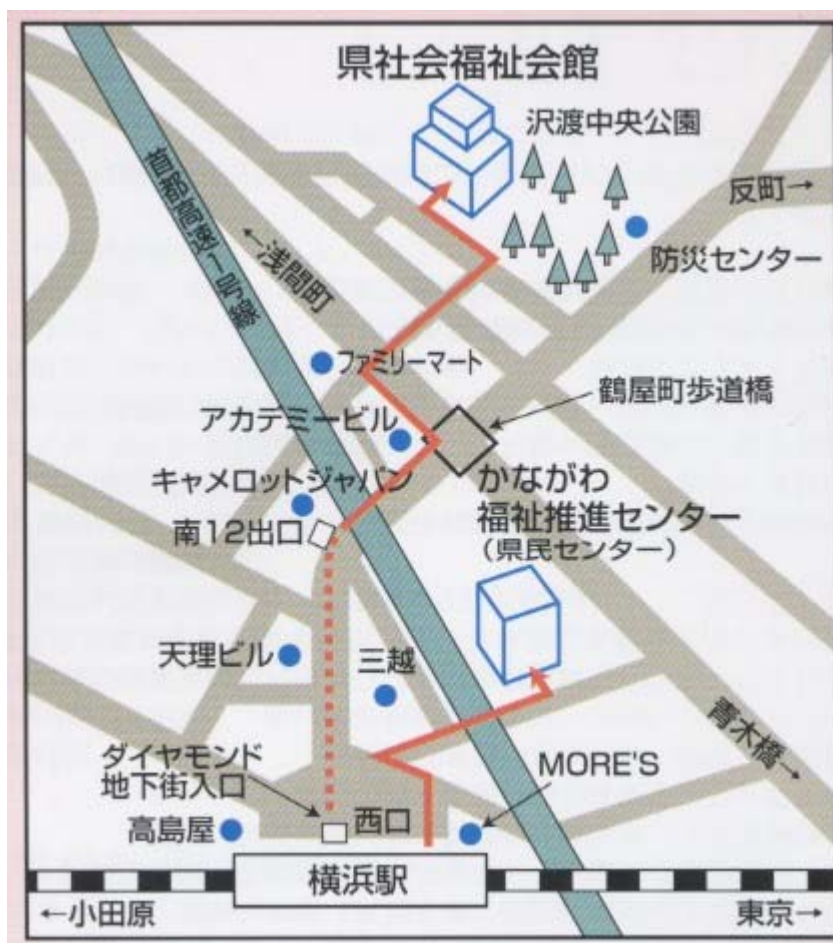 県社会福祉会館
沢渡中央公園
反町→
防災センター
首都高速一号線
←浅間町
ファミリーマート
鶴屋町歩道橋
アカデミービル
キャメロットジャパン
かながわ
福祉推進センター
(県民センター)
南12出口
天理ビル
三越
青木橋→
ダイヤモンド
地下街入口
MORE'S
高島屋
西口
横浜駅
←小田原
東京→